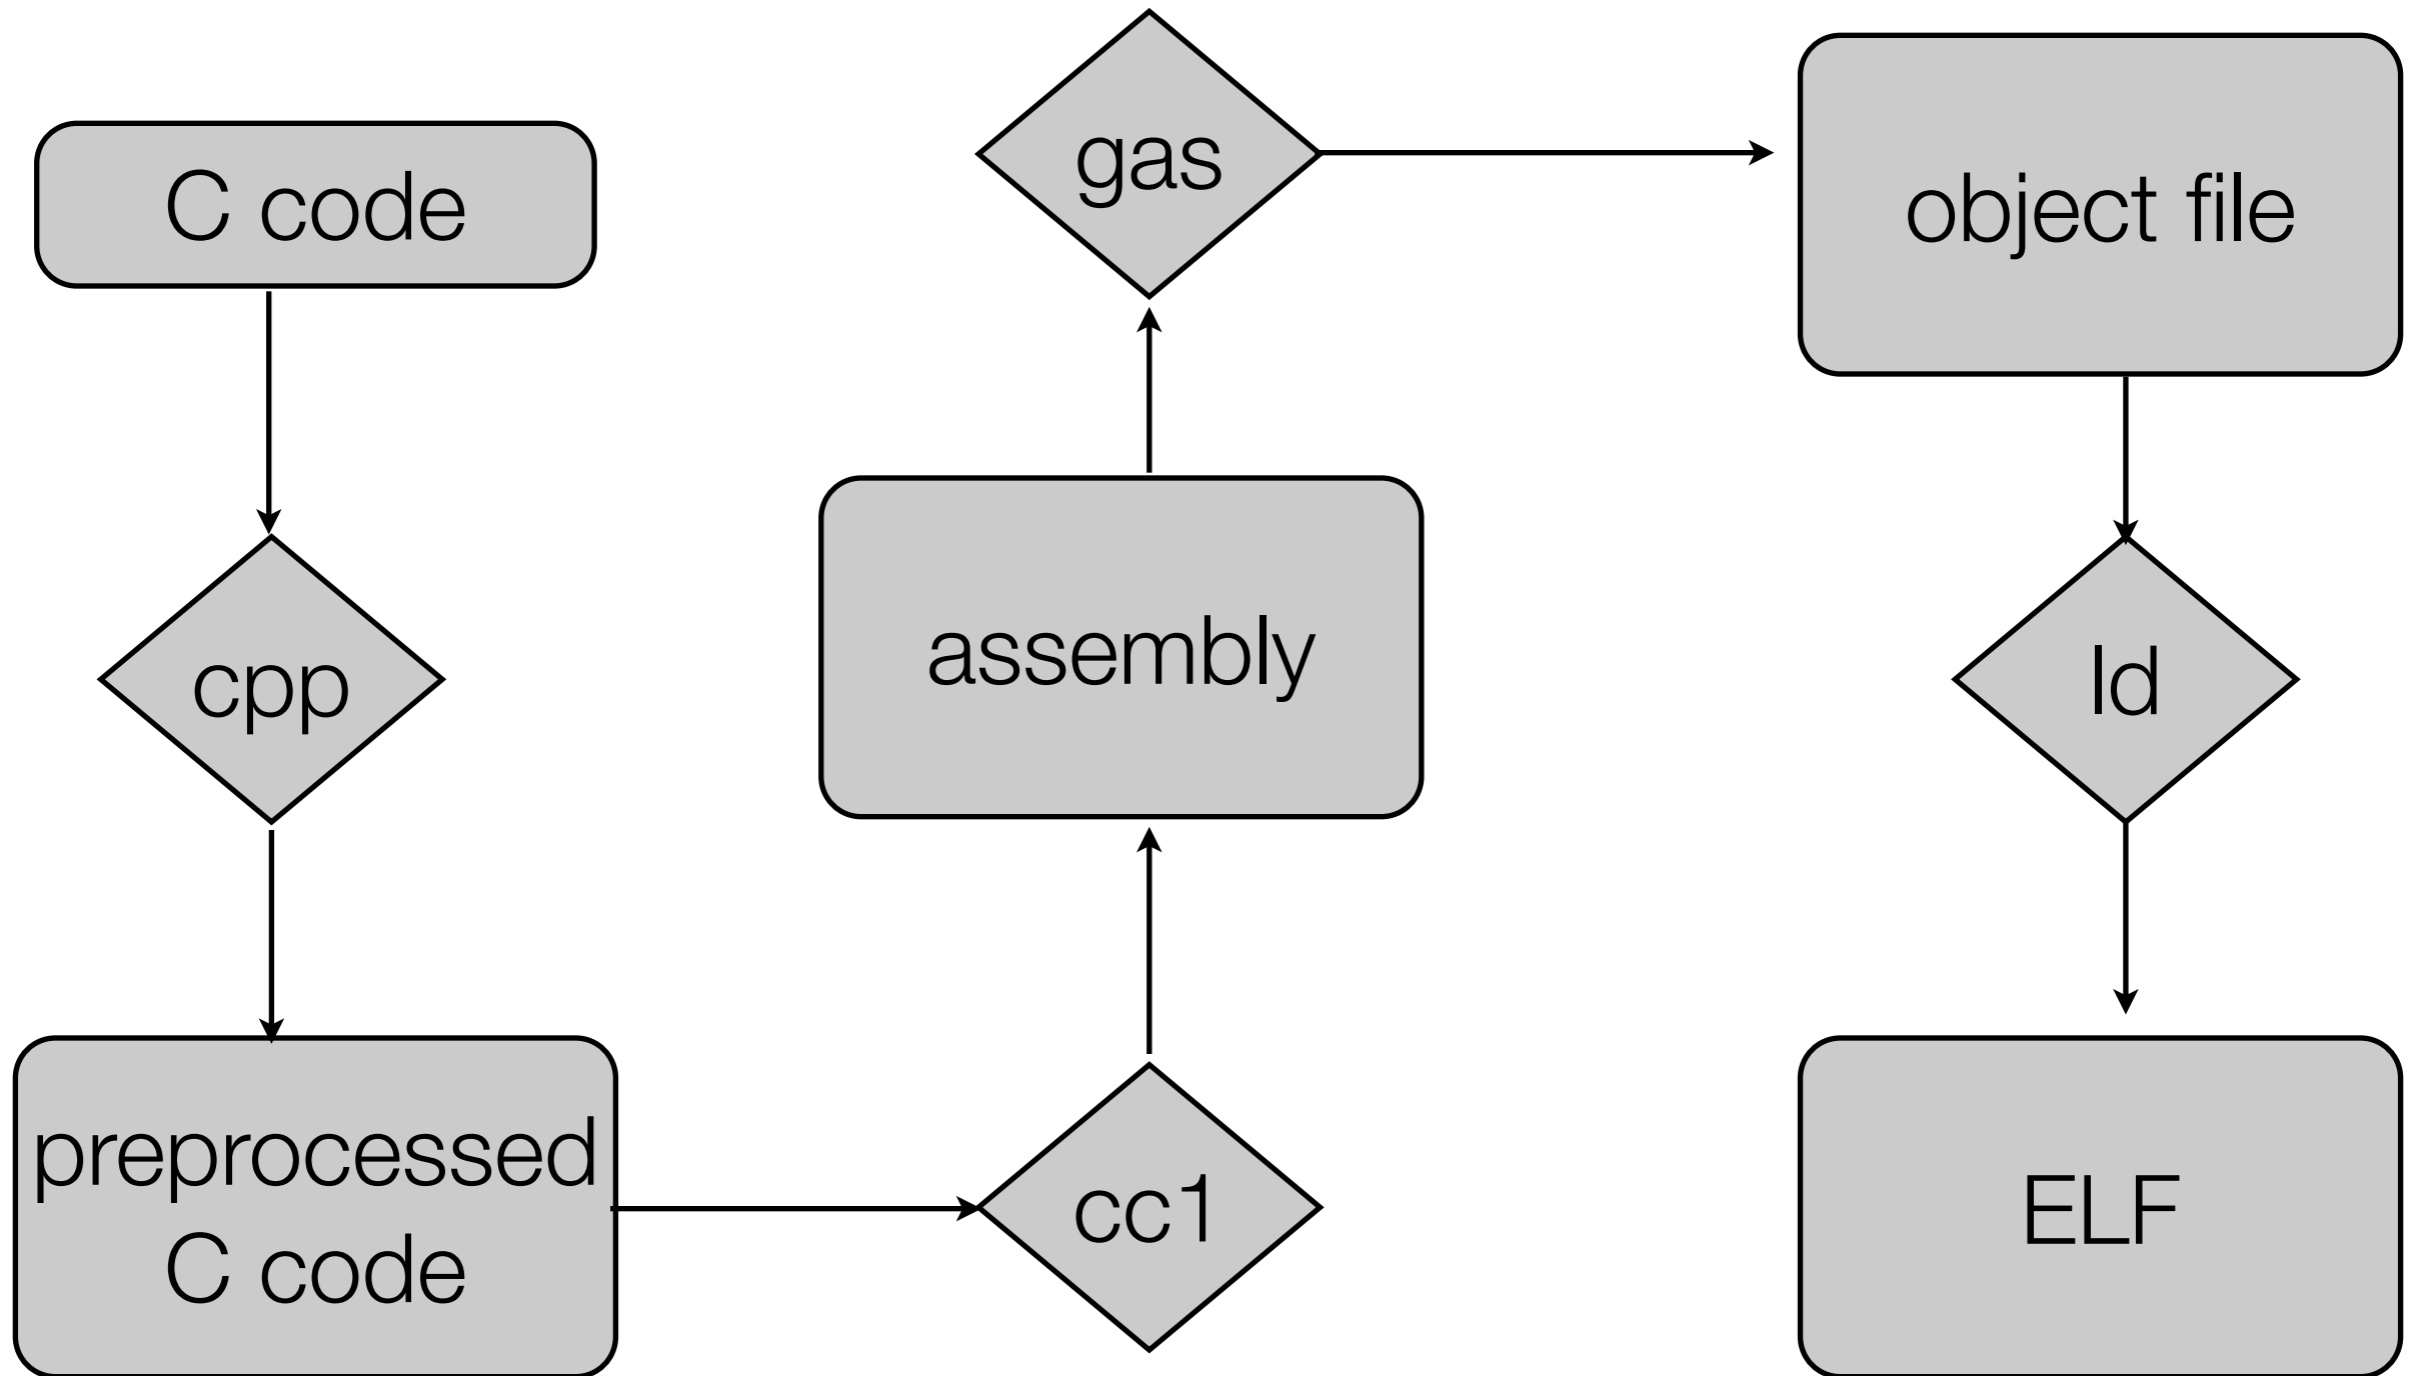 C code
cpp
preprocessed
C code
cc1
assembly
gas
object file
ld
ELF